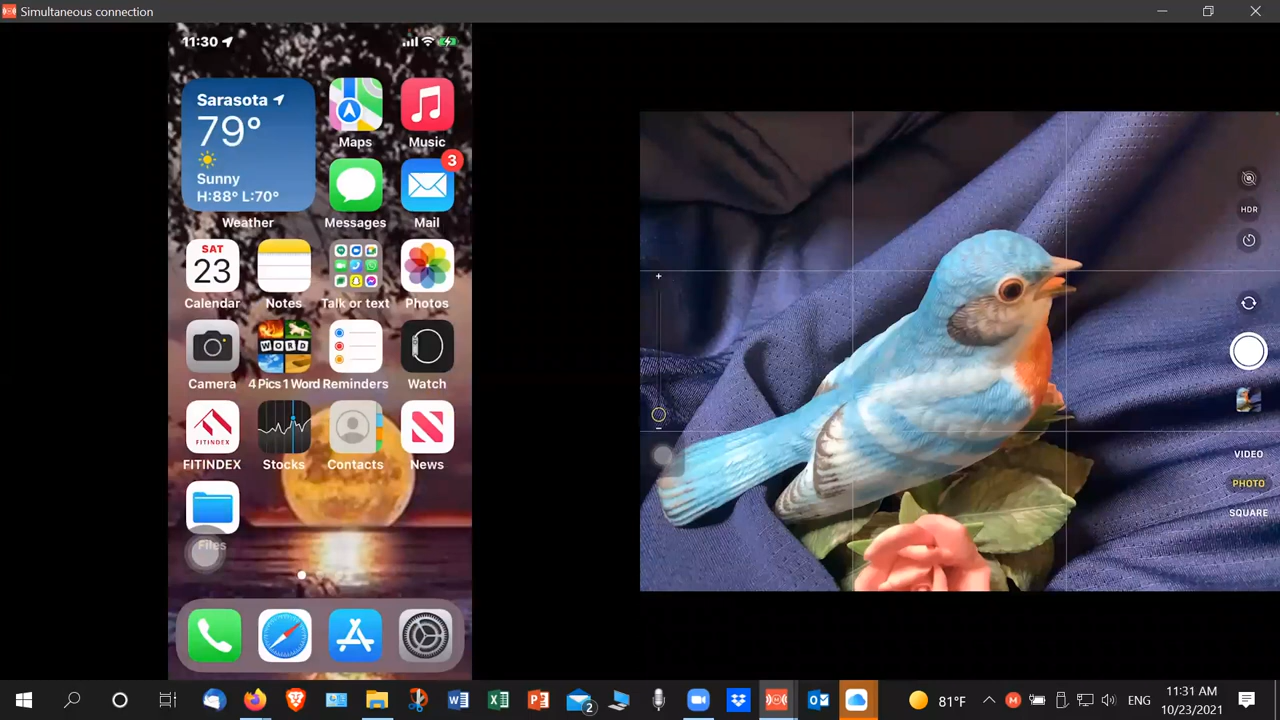 Simultaneous connection
11:30
Sarasota
79°
Sunny
H:88° L:70°
Weather
Maps
Music
3
Messages
Mail
SAT
23
Calendar
Notes
Talk or text
Photos
WORD
Camera
4 Pics 1 Word
Reminders
Watch
FITINDEX
FITINDEX
Stocks
Contacts
News
Files
HDR
VIDEO
PHOTO
SQUARE
2
81°F
ENG
11:31 AM
10/23/2021